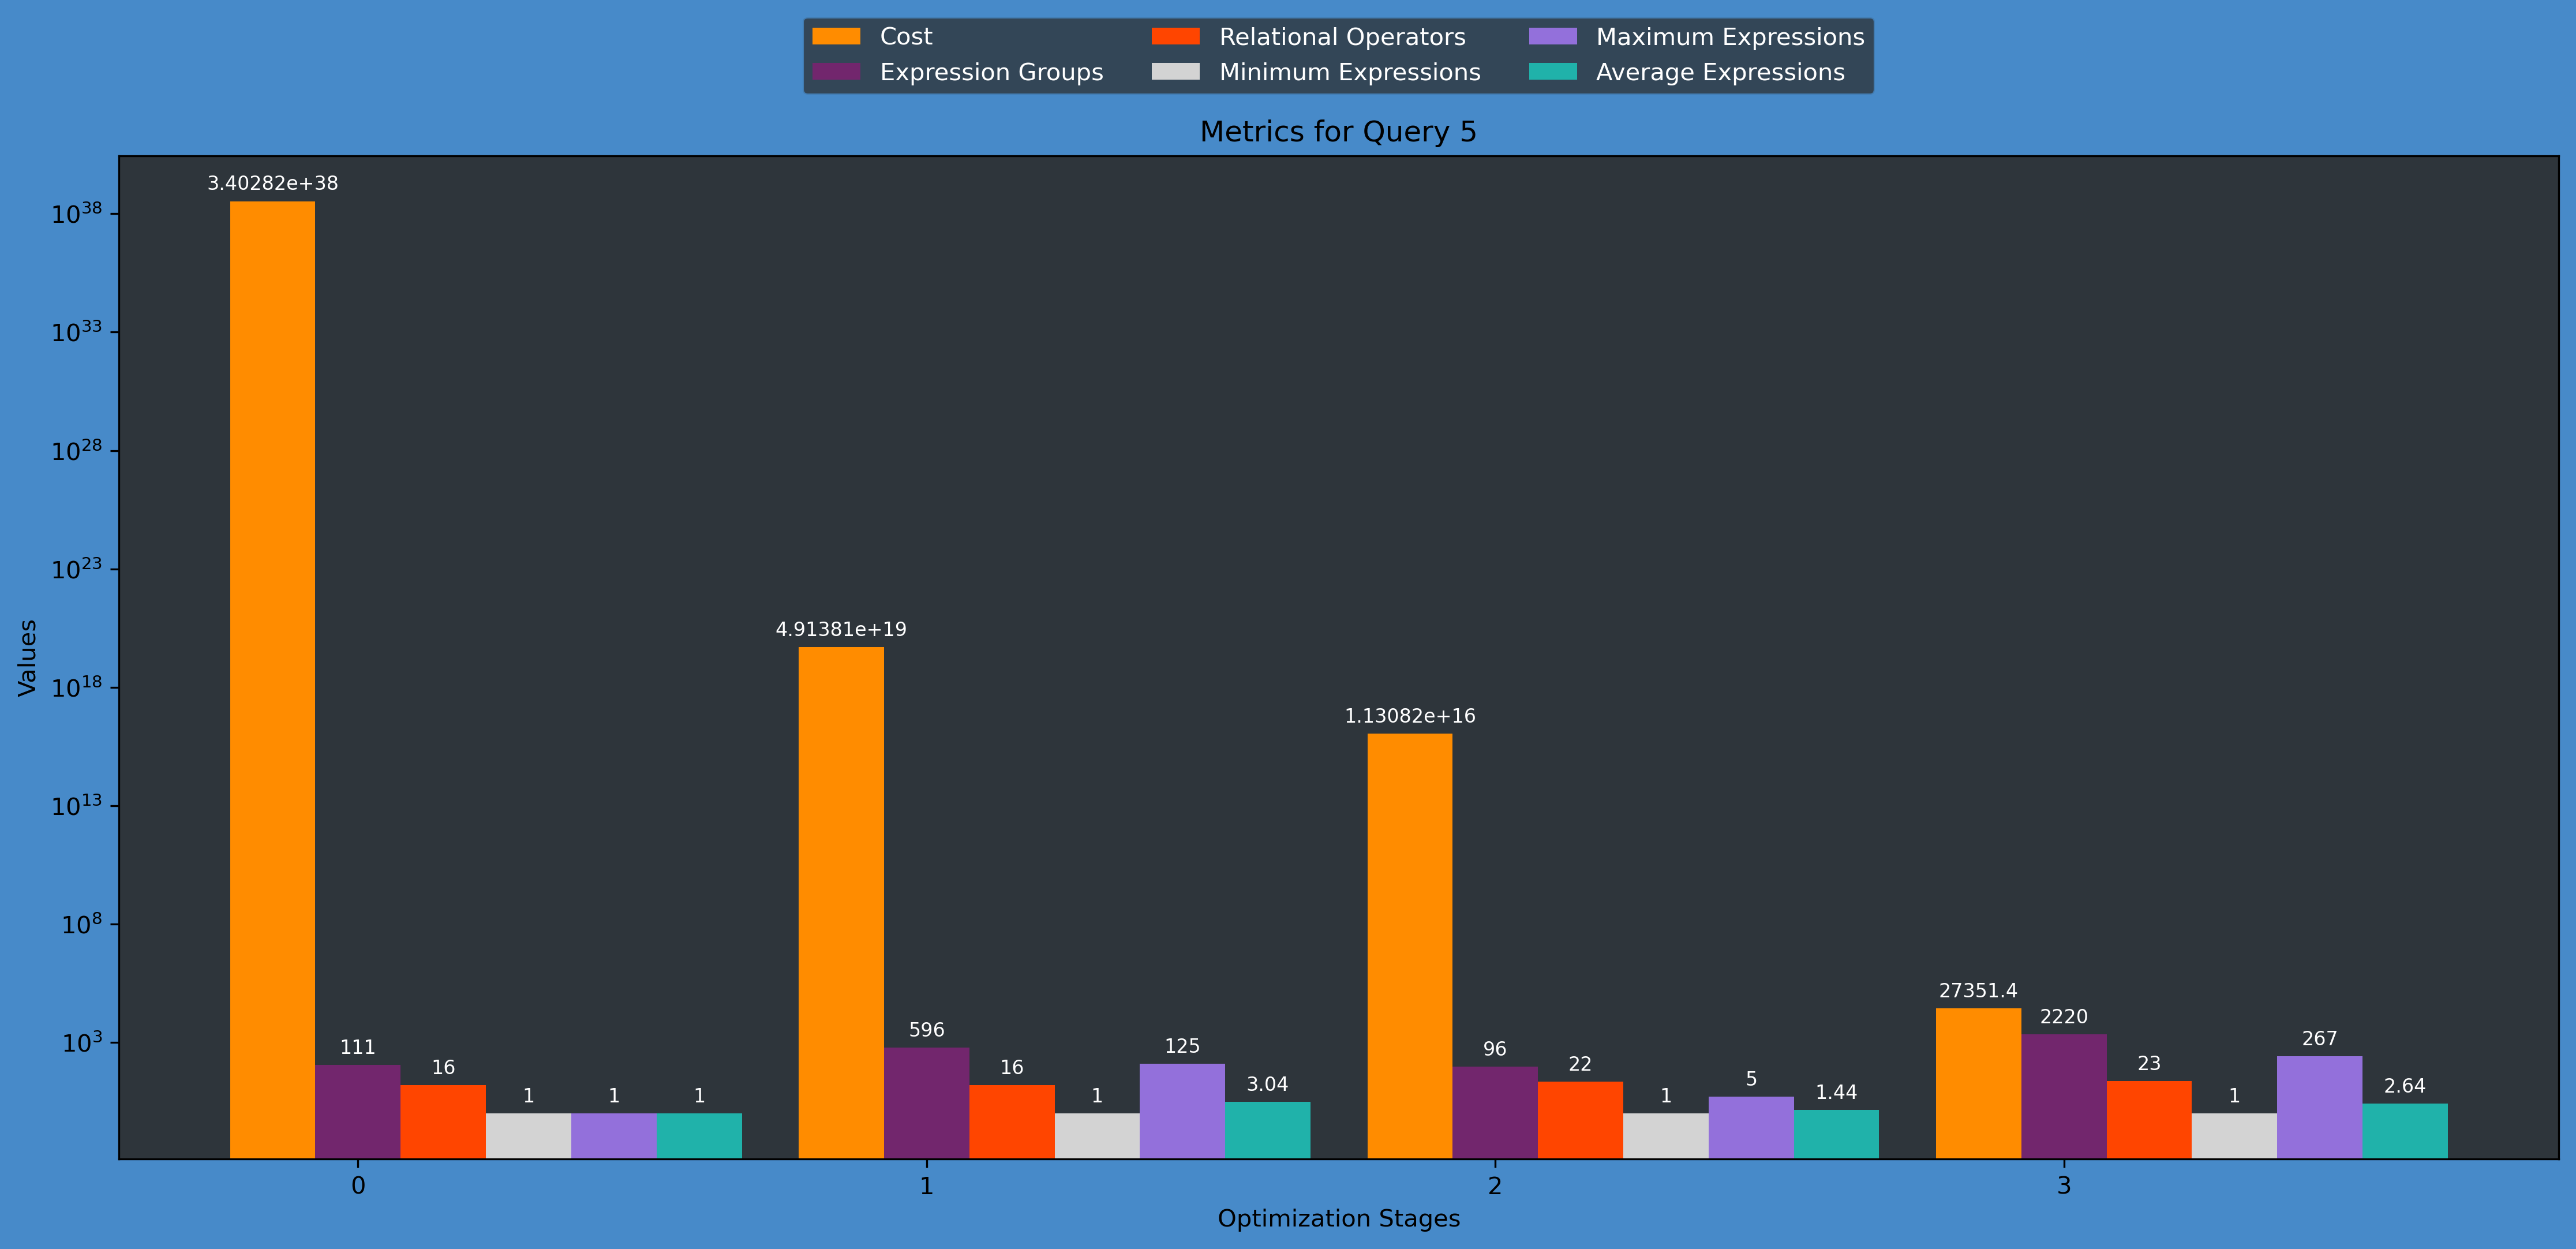 Cost
Relational Operators
Maximum Expressions
Expression Groups
Minimum Expressions
Average Expressions
Metrics for Query 5
Values
10^38
10^33
10^28
10^23
10^18
10^13
10^8
10^3
3.40282e+38
111
16
1
1
1
4.91381e+19
596
16
1
125
3.04
1.13082e+16
96
22
1
5
1.44
27351.4
2220
23
1
267
2.64
0
1
2
3
Optimization Stages